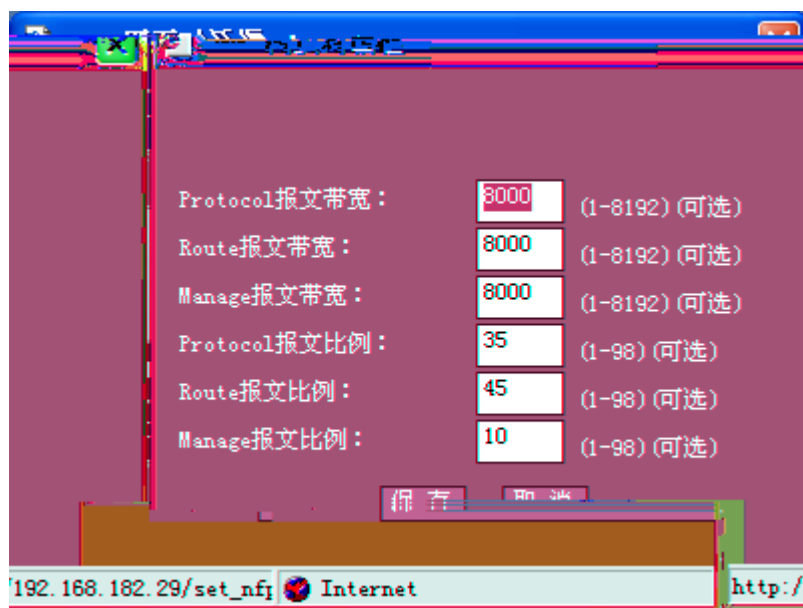 Protocol报文带宽： 8000 (1-8192)(可选)
Route报文带宽： 8000 (1-8192)(可选)
Manage报文带宽： 8000 (1-8192)(可选)
Protocol报文比例： 35 (1-98)(可选)
Route报文比例： 45 (1-98)(可选)
Manage报文比例： 10 (1-98)(可选)
保存 取消
/192.168.182.29/set_nfp Internet http:/